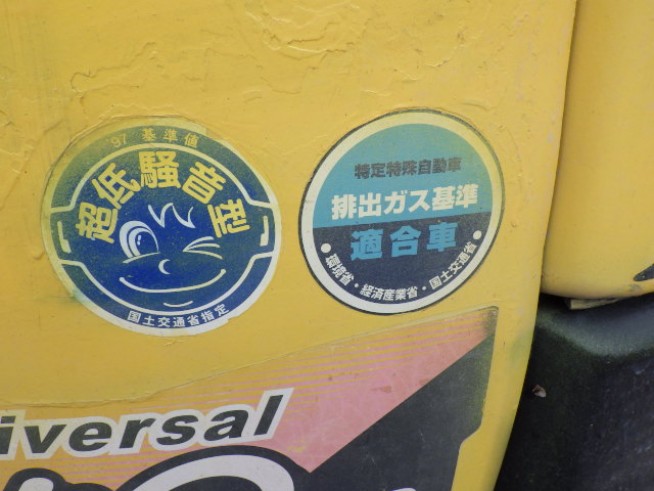 '97 基準値
超低騒音型
国土交通省指定
特定特殊自動車
排出ガス基準
適合車
●環境省・経済産業省・国土交通省●
iversal